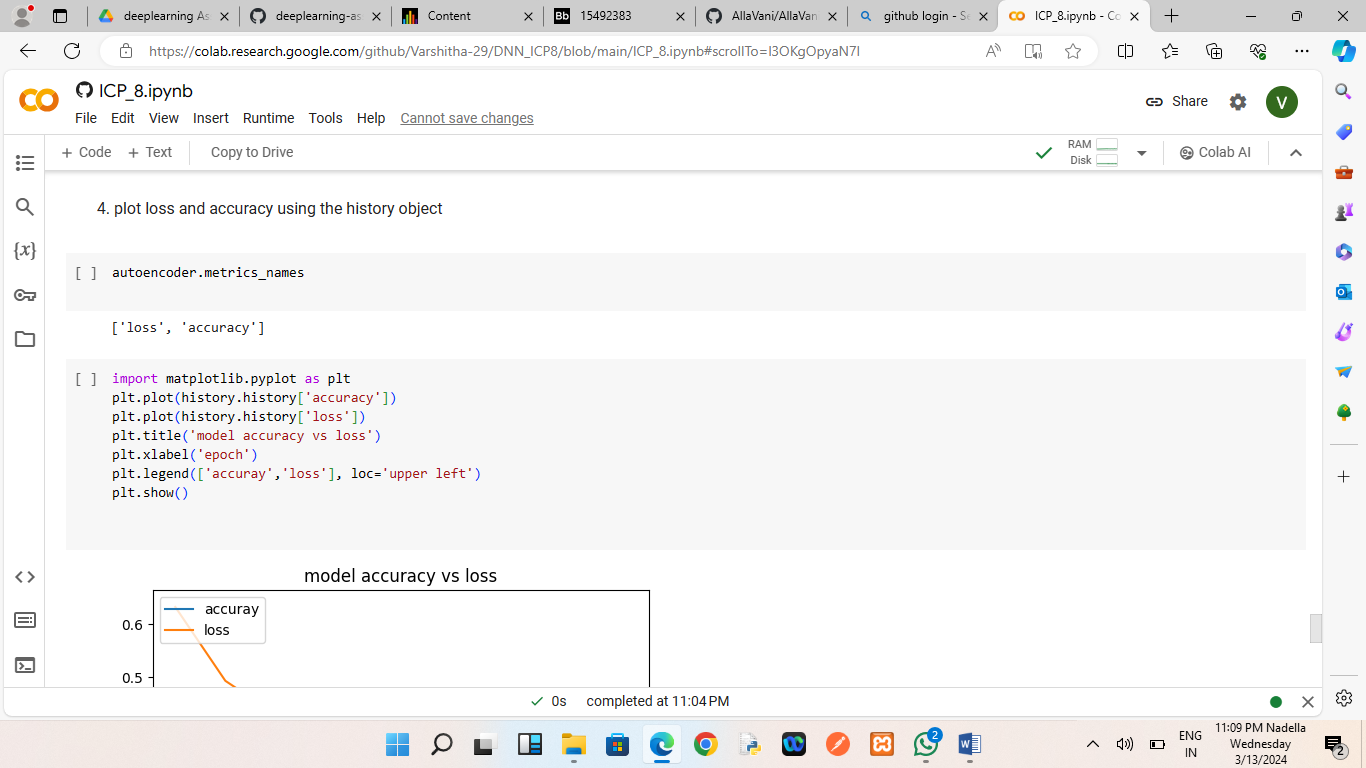 deeplearning As
deeplearning-as
Content
Bb 15492383
AllaVani/AllaVan
github login - Se
ICP_8.ipynb - Co
https://colab.research.google.com/github/Varshitha-29/DNN_ICP8/blob/main/ICP_8.ipynb#scrollTo=I3OKgOpyaN7I
ICP_8.ipynb
Share
V
File Edit View Insert Runtime Tools Help Cannot save changes
+ Code + Text Copy to Drive
RAM
Disk
Colab AI
4. plot loss and accuracy using the history object
[ ] autoencoder.metrics_names
['loss', 'accuracy']
[ ] import matplotlib.pyplot as plt
plt.plot(history.history['accuracy'])
plt.plot(history.history['loss'])
plt.title('model accuracy vs loss')
plt.xlabel('epoch')
plt.legend(['accuray','loss'], loc='upper left')
plt.show()
model accuracy vs loss
accuray
loss
0.6
0.5
0s completed at 11:04 PM
2
ENG
IN
11:09 PM Nadella
Wednesday
3/13/2024
2